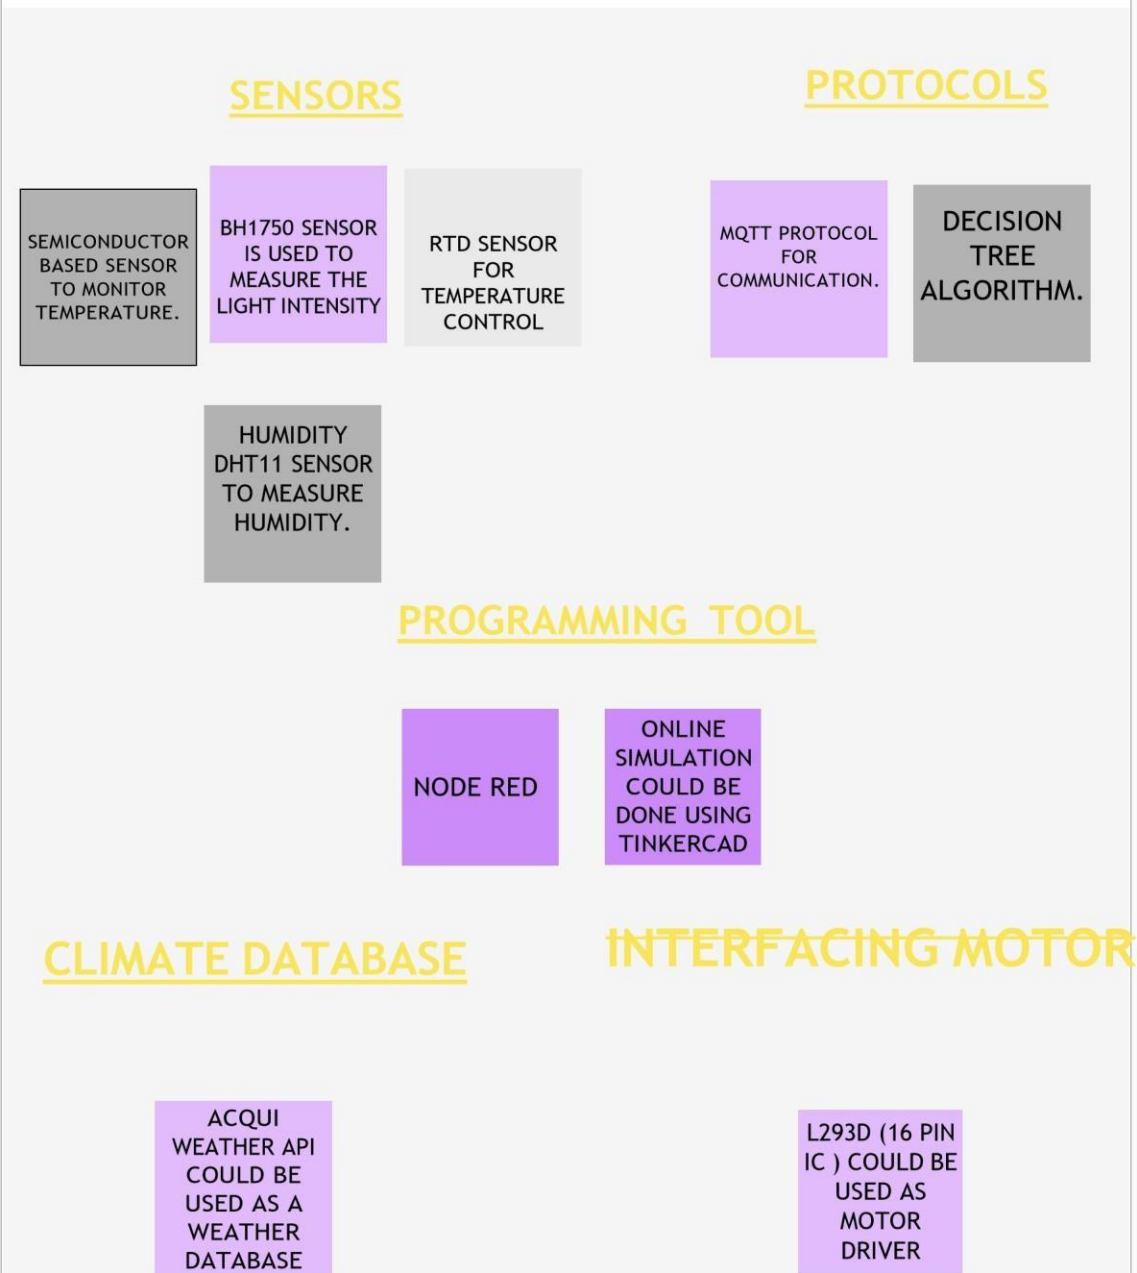 SENSORS
PROTOCOLS
SEMICONDUCTOR
BASED SENSOR
TO MONITOR
TEMPERATURE.
BH1750 SENSOR
IS USED TO
MEASURE THE
LIGHT INTENSITY
RTD SENSOR
FOR
TEMPERATURE
CONTROL
MQTT PROTOCOL
FOR
COMMUNICATION.
DECISION
TREE
ALGORITHM.
HUMIDITY
DHT11 SENSOR
TO MEASURE
HUMIDITY.
PROGRAMMING TOOL
NODE RED
ONLINE
SIMULATION
COULD BE
DONE USING
TINKERCAD
CLIMATE DATABASE
INTERFACING MOTOR
ACQUI
WEATHER API
COULD BE
USED AS A
WEATHER
DATABASE
L293D (16 PIN
IC ) COULD BE
USED AS
MOTOR
DRIVER